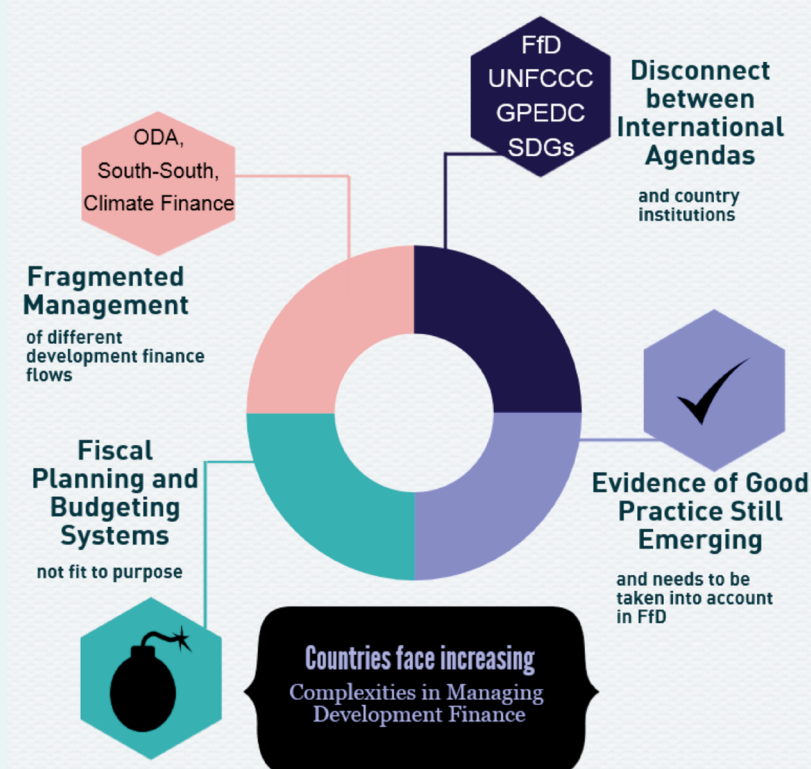 FfD
UNFCCC
GPEDC
SDGs
Disconnect
between
International
Agendas
and country
institutions
ODA,
South-South,
Climate Finance
Fragmented
Management
of different
development finance
flows
Fiscal
Planning and
Budgeting
Systems
not fit to purpose
Evidence of Good
Practice Still
Emerging
and needs to be
taken into account
in FfD
Countries face increasing
Complexities in Managing
Development Finance